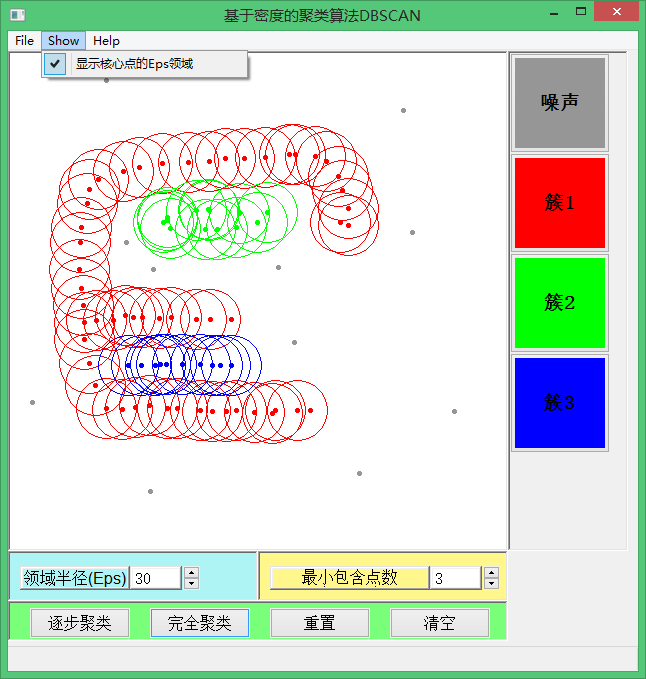 基于密度的聚类算法DBSCAN
File Show Help
显示核心点的Eps领域
噪声
簇1
簇2
簇3
领域半径(Eps) 30 最小包含点数 3
逐步聚类 完全聚类 重置 清空